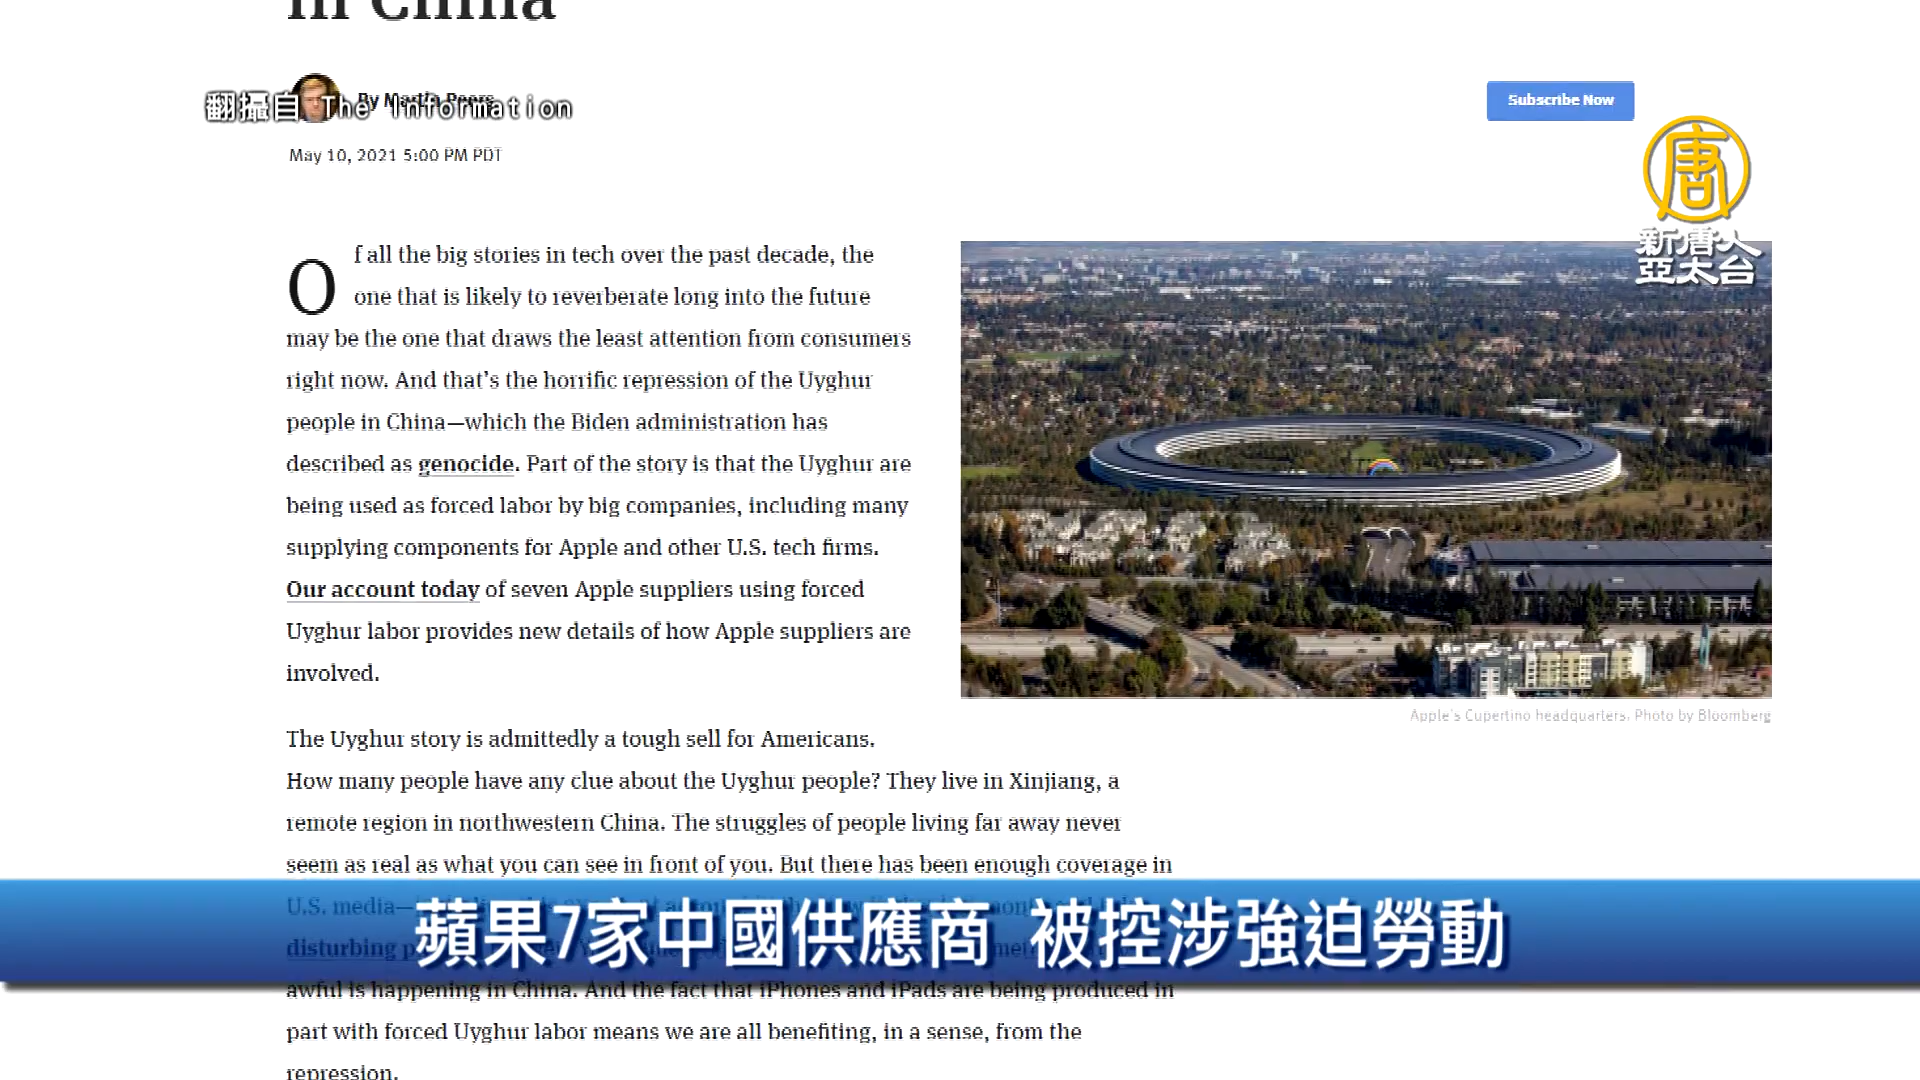 in China
翻攝自 The Information
By Martin Peers
Subscribe Now
May 10, 2021 5:00 PM PDT
唐
新唐人
亞太台
Of all the big stories in tech over the past decade, the
one that is likely to reverberate long into the future
may be the one that draws the least attention from consumers
right now. And that’s the horrific repression of the Uyghur
people in China—which the Biden administration has
described as genocide. Part of the story is that the Uyghur are
being used as forced labor by big companies, including many
supplying components for Apple and other U.S. tech firms.
Our account today of seven Apple suppliers using forced
Uyghur labor provides new details of how Apple suppliers are
involved.
Apple's Cupertino headquarters. Photo by Bloomberg
The Uyghur story is admittedly a tough sell for Americans.
How many people have any clue about the Uyghur people? They live in Xinjiang, a
remote region in northwestern China. The struggles of people living far away never
seem as real as what you can see in front of you. But there has been enough coverage in
U.S. media—
disturbing
蘋果7家中國供應商 被控涉強迫勞動
awful is happening in China. And the fact that iPhones and iPads are being produced in
part with forced Uyghur labor means we are all benefiting, in a sense, from the
repression.